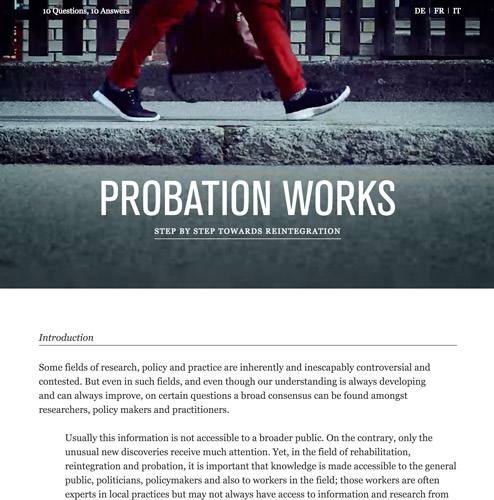 10 Questions, 10 Answers
DE | FR | IT
PROBATION WORKS
STEP BY STEP TOWARDS REINTEGRATION
Introduction
Some fields of research, policy and practice are inherently and inescapably controversial and
contested. But even in such fields, and even though our understanding is always developing
and can always improve, on certain questions a broad consensus can be found amongst
researchers, policy makers and practitioners.
Usually this information is not accessible to a broader public. On the contrary, only the
unusual new discoveries receive much attention. Yet, in the field of rehabilitation,
reintegration and probation, it is important that knowledge is made accessible to the general
public, politicians, policymakers and also to workers in the field; those workers are often
experts in local practices but may not always have access to information and research from